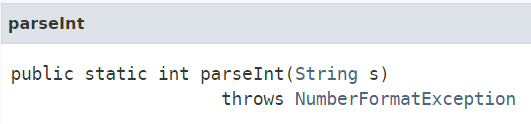 parseInt
public static int parseInt(String s)
throws NumberFormatException